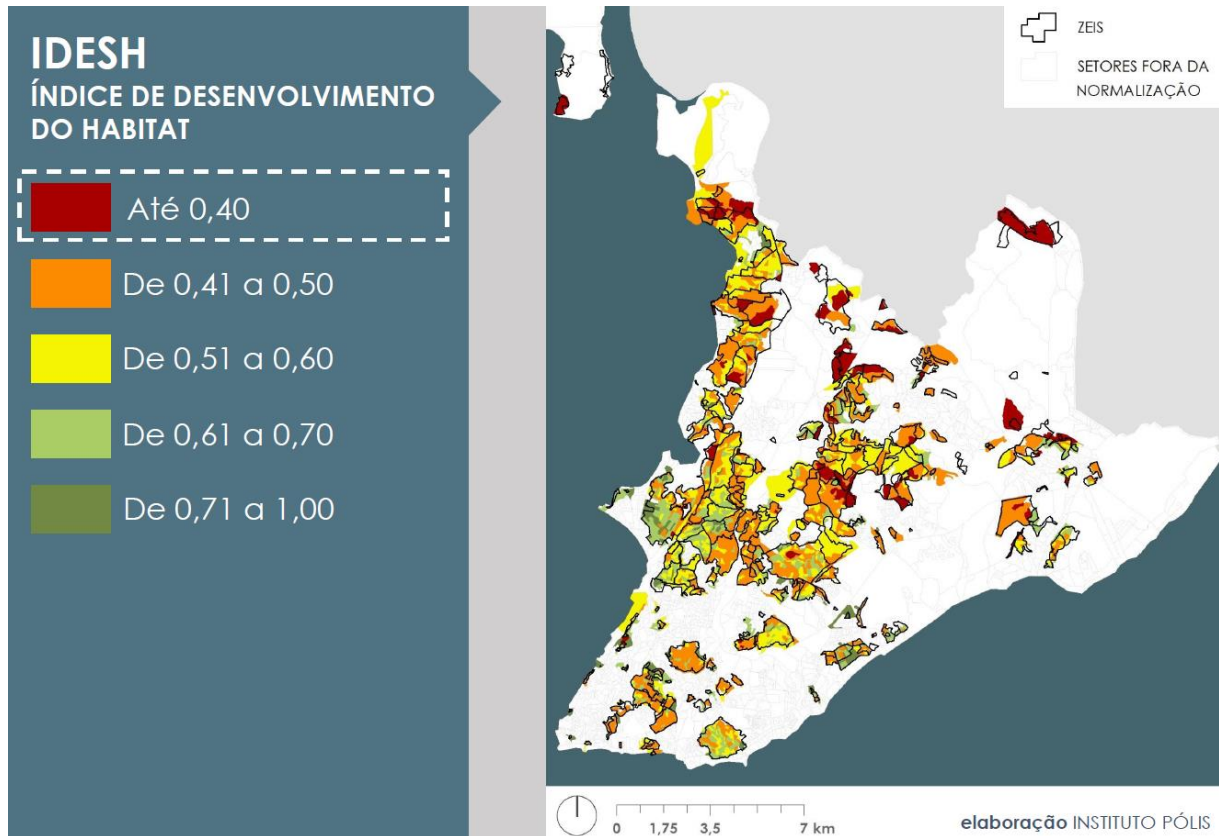 IDESH
ÍNDICE DE DESENVOLVIMENTO
DO HABITAT
Até 0,40
De 0,41 a 0,50
De 0,51 a 0,60
De 0,61 a 0,70
De 0,71 a 1,00
ZEIS
SETORES FORA DA
NORMALIZAÇÃO
0 1,75 3,5 7 km
elaboração INSTITUTO PÓLIS